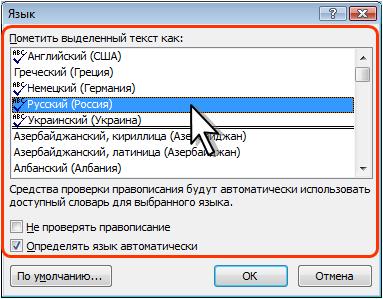 Язык
Пометить выделенный текст как:
Английский (США)
Греческий (Греция)
Немецкий (Германия)
Русский (Россия)
Украинский (Украина)
Азербайджанский, кириллица (Азербайджан)
Азербайджанский, латиница (Азербайджан)
Албанский (Албания)
Средства проверки правописания будут автоматически использовать
доступный словарь для выбранного языка.
Не проверять правописание
Определять язык автоматически
По умолчанию... ОК Отмена